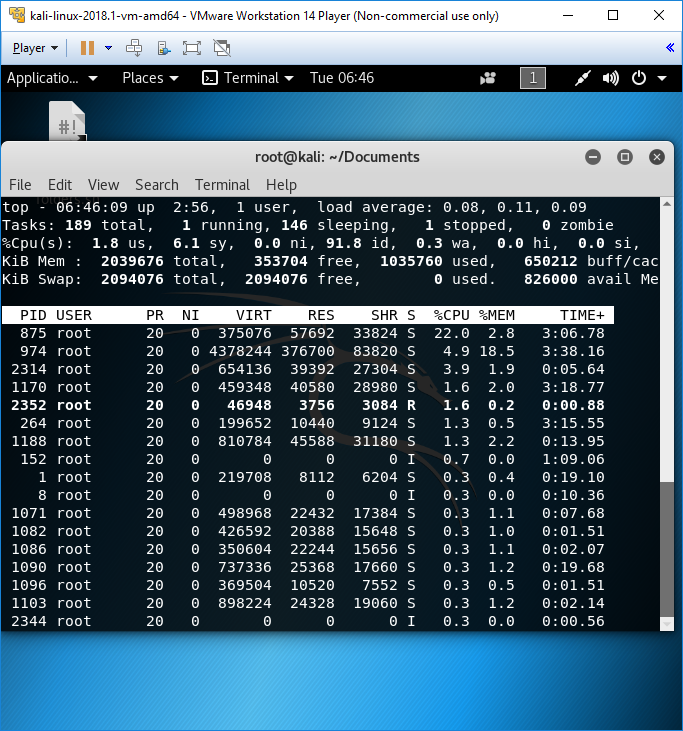 kali-linux-2018.1-vm-amd64 - VMware Workstation 14 Player (Non-commercial use only)
Player
Applicatio... Places Terminal Tue 06:46 1
#!
root@kali: ~/Documents
File Edit View Search Terminal Help
top - 06:46:09 up  2:56,  1 user,  load average: 0.08, 0.11, 0.09
Tasks: 189 total,   1 running, 146 sleeping,   1 stopped,   0 zombie
%Cpu(s):  1.8 us,  6.1 sy,  0.0 ni, 91.8 id,  0.3 wa,  0.0 hi,  0.0 si,
KiB Mem :  2039676 total,   353704 free,  1035760 used,   650212 buff/cac
KiB Swap:  2094076 total,  2094076 free,        0 used.   826000 avail Me
PID USER      PR  NI    VIRT    RES    SHR S  %CPU %MEM     TIME+
875 root      20   0  375076  57692  33824 S  22.0  2.8   3:06.78
974 root      20   0 4378244 376700  83820 S   4.9 18.5   3:38.16
2314 root      20   0  654136  39392  27304 S   3.9  1.9   0:05.64
1170 root      20   0  459348  40580  28980 S   1.6  2.0   3:18.77
2352 root      20   0   46948   3756   3084 R   1.6  0.2   0:00.88
264 root      20   0  199652  10440   9124 S   1.3  0.5   3:15.55
1188 root      20   0  810784  45588  31180 S   1.3  2.2   0:13.95
152 root      20   0       0      0      0 I   0.7  0.0   1:09.06
1 root      20   0  219708   8112   6204 S   0.3  0.4   0:19.10
8 root      20   0       0      0      0 I   0.3  0.0   0:10.36
1071 root      20   0  498968  22432  17384 S   0.3  1.1   0:07.68
1082 root      20   0  426592  20388  15648 S   0.3  1.0   0:01.51
1086 root      20   0  350604  22244  15656 S   0.3  1.1   0:02.07
1090 root      20   0  737336  25368  17660 S   0.3  1.2   0:19.68
1096 root      20   0  369504  10520   7552 S   0.3  0.5   0:01.51
1103 root      20   0  898224  24328  19060 S   0.3  1.2   0:02.14
2344 root      20   0       0      0      0 I   0.3  0.0   0:00.56